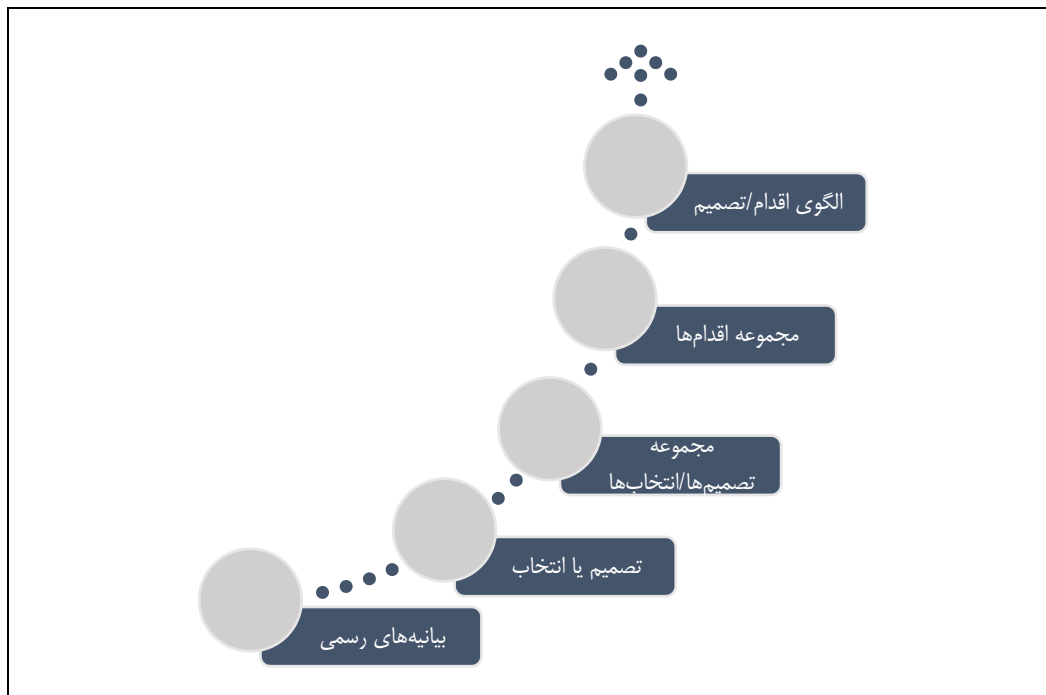 الگوی اقدام/تصمیم
مجموعه اقدام‌ها
مجموعه
تصمیم‌ها/انتخاب‌ها
تصمیم یا انتخاب
بیانیه‌های رسمی